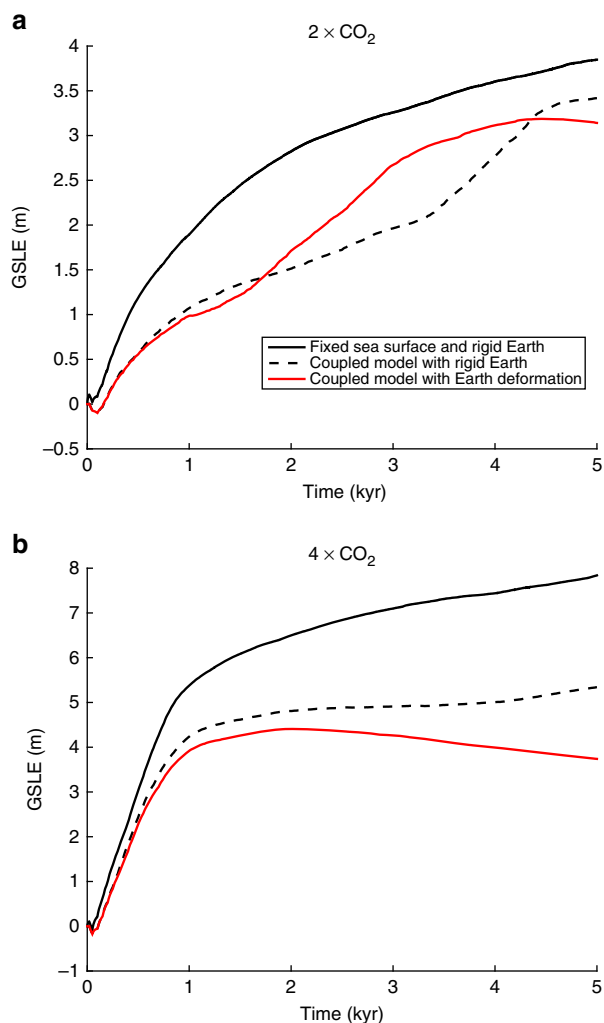 a
2 × CO2
4
3.5
3
2.5
2
1.5
1
0.5
0
−0.5
GSLE (m)
Fixed sea surface and rigid Earth
Coupled model with rigid Earth
Coupled model with Earth deformation
0 1 2 3 4 5
Time (kyr)
b
4 × CO2
8
7
6
5
4
3
2
1
0
−1
GSLE (m)
0 1 2 3 4 5
Time (kyr)